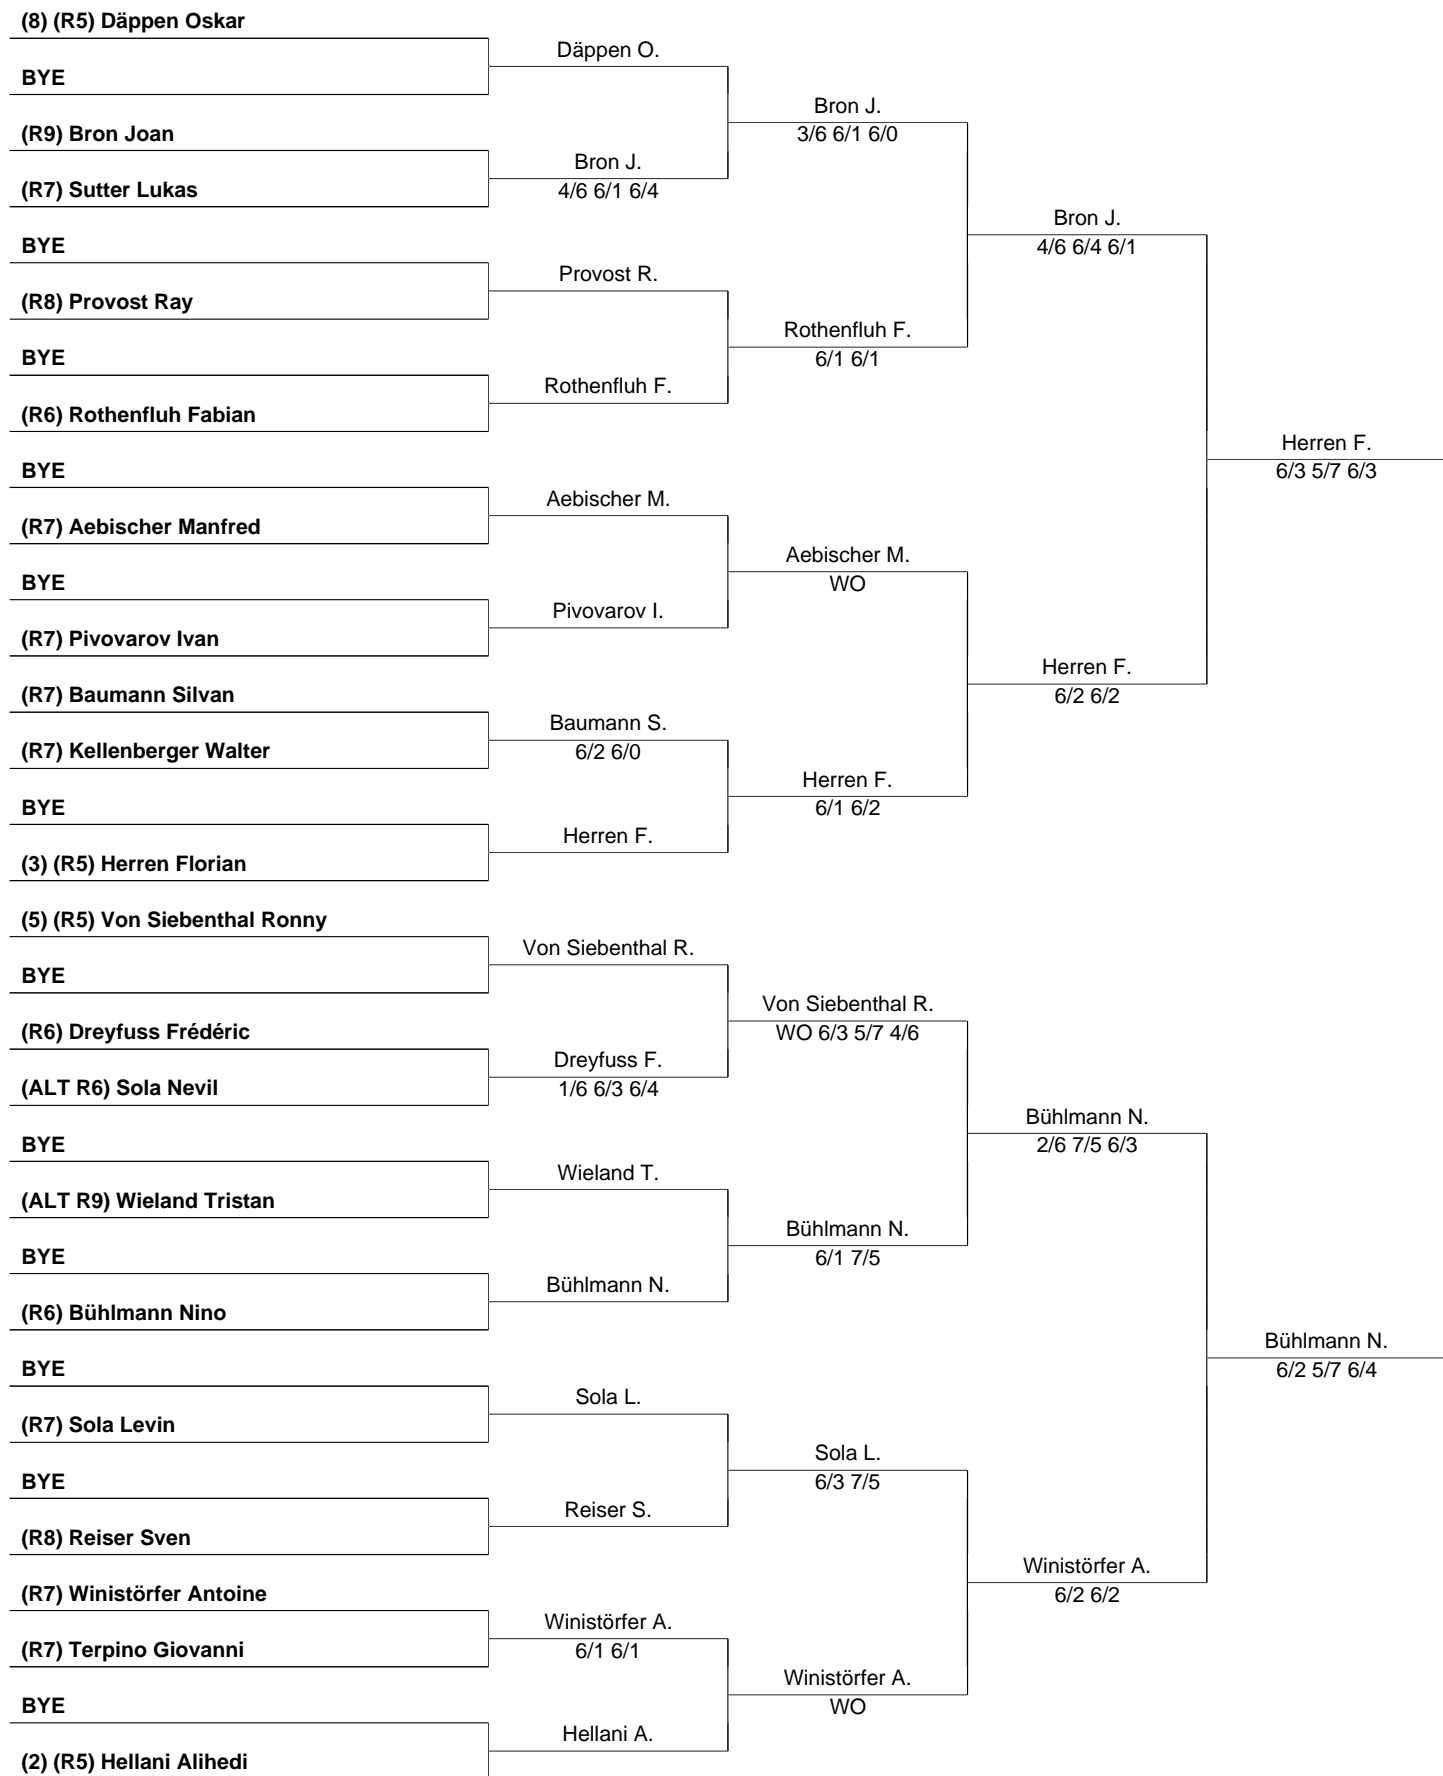 (8) (R5) Däppen Oskar
Däppen O.
BYE
Bron J.
3/6 6/1 6/0
(R9) Bron Joan
Bron J.
4/6 6/1 6/4
(R7) Sutter Lukas
Bron J.
4/6 6/4 6/1
BYE
Provost R.
(R8) Provost Ray
Rothenfluh F.
6/1 6/1
BYE
Rothenfluh F.
(R6) Rothenfluh Fabian
Herren F.
6/3 5/7 6/3
BYE
Aebischer M.
(R7) Aebischer Manfred
Aebischer M.
WO
BYE
Pivovarov I.
(R7) Pivovarov Ivan
Herren F.
6/2 6/2
(R7) Baumann Silvan
Baumann S.
6/2 6/0
(R7) Kellenberger Walter
Herren F.
6/1 6/2
BYE
Herren F.
(3) (R5) Herren Florian
(5) (R5) Von Siebenthal Ronny
Von Siebenthal R.
BYE
Von Siebenthal R.
WO 6/3 5/7 4/6
(R6) Dreyfuss Frédéric
Dreyfuss F.
1/6 6/3 6/4
(ALT R6) Sola Nevil
Bühlmann N.
2/6 7/5 6/3
BYE
Wieland T.
(ALT R9) Wieland Tristan
Bühlmann N.
6/1 7/5
BYE
Bühlmann N.
(R6) Bühlmann Nino
Bühlmann N.
6/2 5/7 6/4
BYE
Sola L.
(R7) Sola Levin
Sola L.
6/3 7/5
BYE
Reiser S.
(R8) Reiser Sven
Winistörfer A.
6/2 6/2
(R7) Winistörfer Antoine
Winistörfer A.
6/1 6/1
(R7) Terpino Giovanni
Winistörfer A.
WO
BYE
Hellani A.
(2) (R5) Hellani Alihedi